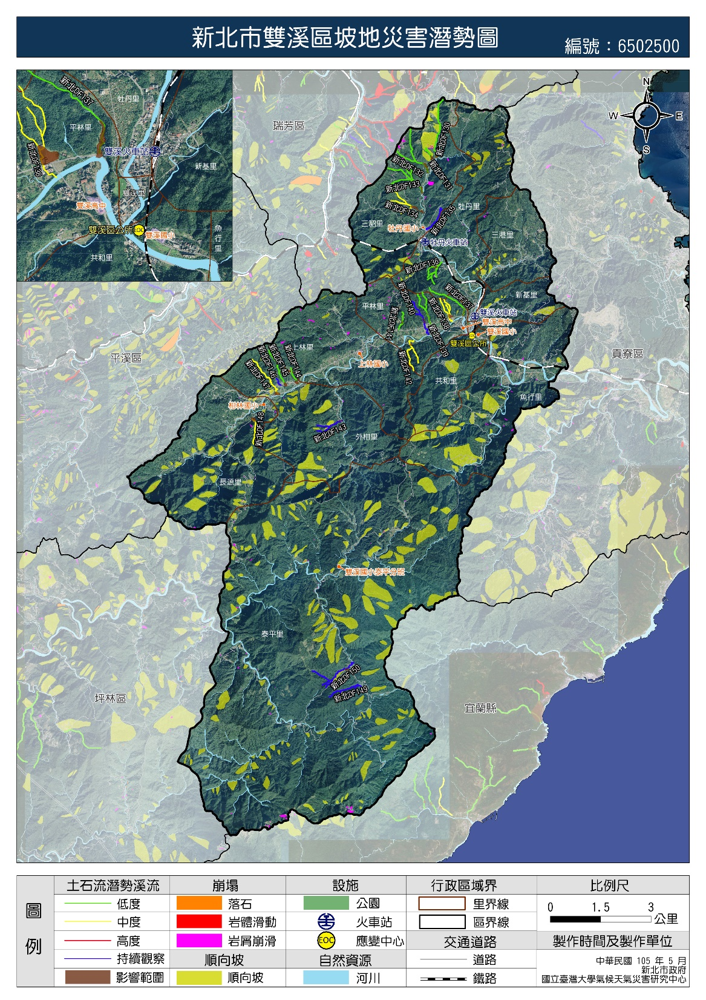 新北市雙溪區坡地災害潛勢圖
編號：6502500
新北DF137
牡丹里
平林里
雙溪火車站
新北DF138
新基里
雙溪里
雙溪高中
雙溪區公所
EOC
雙溪國小
魚行里
共和里
N
W
E
S
瑞芳區
新北DF130
新北DF132
新北DF131
新北DF133
新北DF134
新北DF135
牡丹里
三貂里
牡丹國小
三港里
牡丹火車站
新北DF136
新北DF140
新北DF137
新基里
平林里
新北DF141
新北DF138
雙溪火車站
雙溪高中
雙溪國小
EOC
雙溪區公所
新北DF139
平溪區
上林里
新北DF144
新北DF145
新北DF146
新北DF147
上林國小
新北DF142
貢寮區
共和里
魚行里
柑林國小
新北DF148
新北DF143
外柑里
長源里
雙溪國小泰平分班
泰平里
新北DF150
新北DF149
坪林區
宜蘭縣
圖例
土石流潛勢溪流
低度
中度
高度
持續觀察
影響範圍
崩塌
落石
岩體滑動
岩屑崩滑
順向坡
順向坡
設施
公園
火車站
EOC
應變中心
自然資源
河川
行政區域界
里界線
區界線
交通道路
道路
鐵路
比例尺
0 1.5 3
公里
製作時間及製作單位
中華民國 105 年 5 月
新北市政府
國立臺灣大學氣候天氣災害研究中心